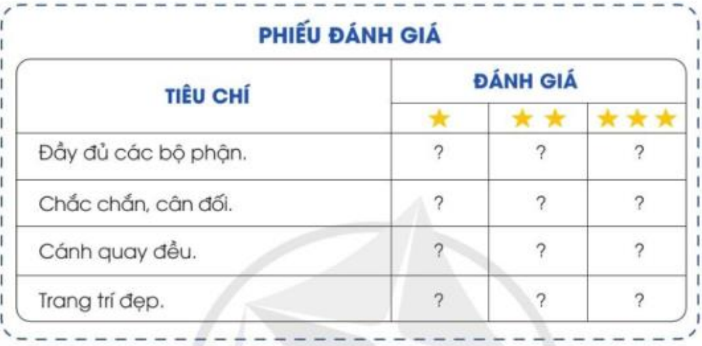 PHIẾU ĐÁNH GIÁ
TIÊU CHÍ
ĐÁNH GIÁ
Đầy đủ các bộ phận. ? ? ?
Chắc chắn, cân đối. ? ? ?
Cánh quay đều. ? ? ?
Trang trí đẹp. ? ? ?